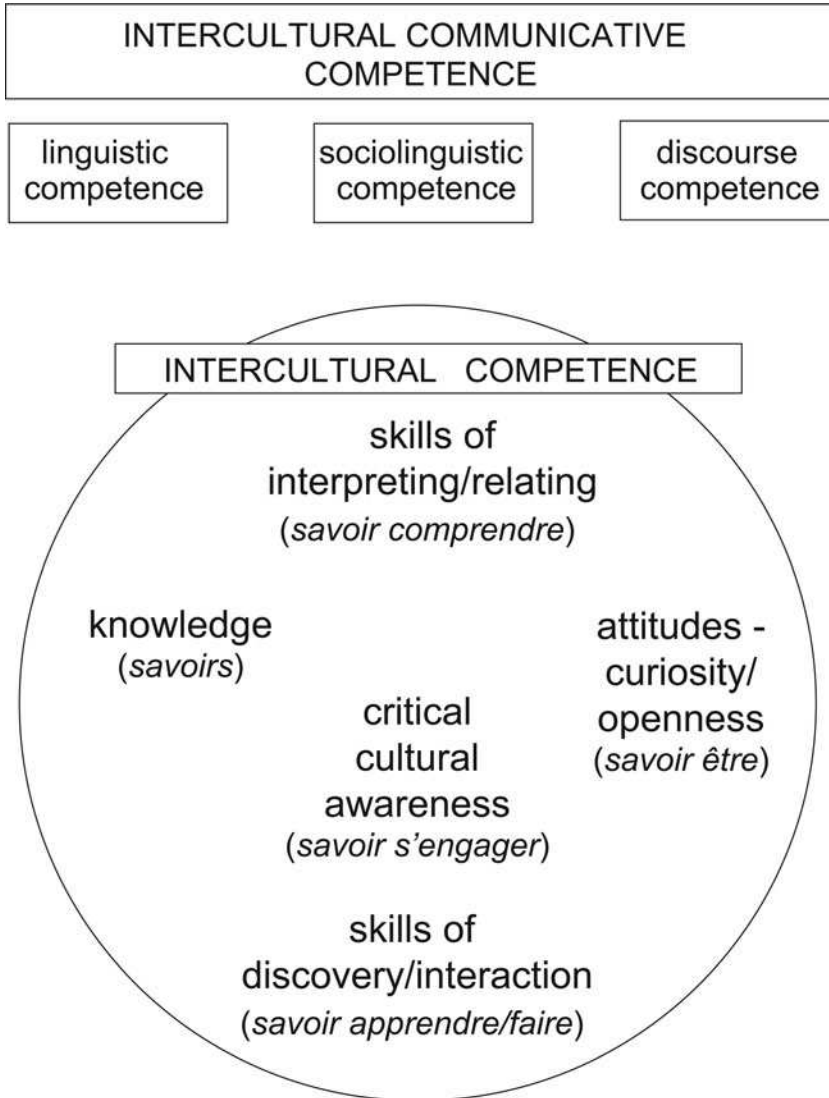 INTERCULTURAL COMMUNICATIVE
COMPETENCE
linguistic
competence
sociolinguistic
competence
discourse
competence
INTERCULTURAL COMPETENCE
skills of
interpreting/relating
(savoir comprendre)
knowledge
(savoirs)
attitudes -
curiosity/
openness
(savoir être)
critical
cultural
awareness
(savoir s'engager)
skills of
discovery/interaction
(savoir apprendre/faire)